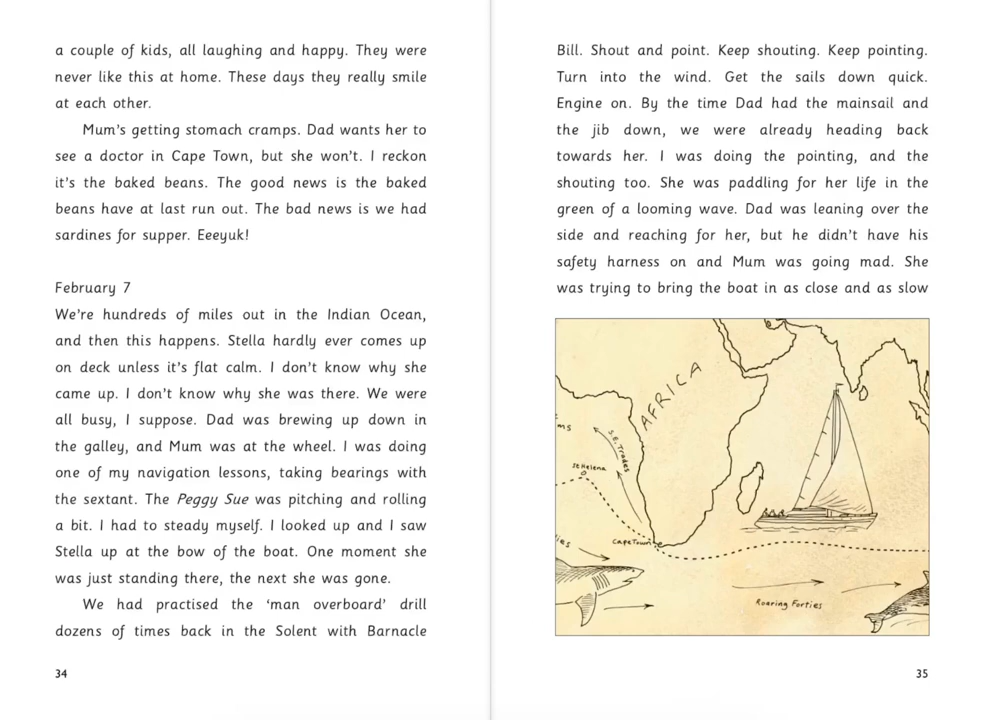 a couple of kids, all laughing and happy. They were
never like this at home. These days they really smile
at each other.
Mum's getting stomach cramps. Dad wants her to
see a doctor in Cape Town, but she won't. I reckon
it's the baked beans. The good news is the baked
beans have at last run out. The bad news is we had
sardines for supper. Eeeyuk!
February 7
We're hundreds of miles out in the Indian Ocean,
and then this happens. Stella hardly ever comes up
on deck unless it's flat calm. I don't know why she
came up. I don't know why she was there. We were
all busy, I suppose. Dad was brewing up down in
the galley, and Mum was at the wheel. I was doing
one of my navigation lessons, taking bearings with
the sextant. The Peggy Sue was pitching and rolling
a bit. I had to steady myself. I looked up and I saw
Stella up at the bow of the boat. One moment she
was just standing there, the next she was gone.
We had practised the 'man overboard' drill
dozens of times back in the Solent with Barnacle
34
Bill. Shout and point. Keep shouting. Keep pointing.
Turn into the wind. Get the sails down quick.
Engine on. By the time Dad had the mainsail and
the jib down, we were already heading back
towards her. I was doing the pointing, and the
shouting too. She was paddling for her life in the
green of a looming wave. Dad was leaning over the
side and reaching for her, but he didn't have his
safety harness on and Mum was going mad. She
was trying to bring the boat in as close and as slow
AFRICA
ms
S.E. Trades
St Helena
Cape Town
ies
Roaring Forties
35